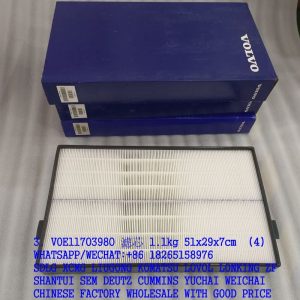 VOLVO
VOLVO
3 VOE11703980 滤芯 1.1kg 51x29x7cm (4)
WHATSAPP/WECHAT:+86 18265158976
SDLG XCMG LIUGONG KOMATSU LOVOL LONKING ZF
SHANTUI SEM DEUTZ CUMMINS YUCHAI WEICHAI
CHINESE FACTORY WHOLESALE WITH GOOD PRICE